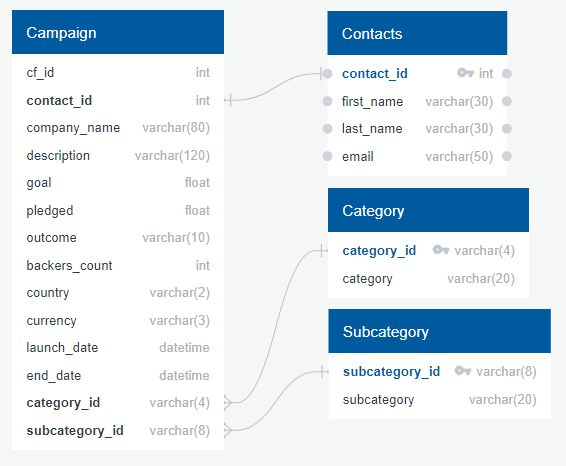 Campaign
cf_id int
contact_id int
company_name varchar(80)
description varchar(120)
goal float
pledged float
outcome varchar(10)
backers_count int
country varchar(2)
currency varchar(3)
launch_date datetime
end_date datetime
category_id varchar(4)
subcategory_id varchar(8)
Contacts
contact_id int
first_name varchar(30)
last_name varchar(30)
email varchar(50)
Category
category_id varchar(4)
category varchar(20)
Subcategory
subcategory_id varchar(8)
subcategory varchar(20)